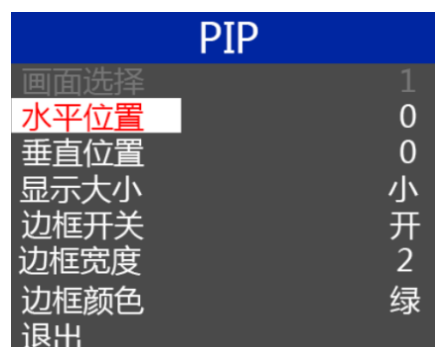 PIP
画面选择 1
水平位置 0
垂直位置 0
显示大小 小
边框开关 开
边框宽度 2
边框颜色 绿
退出